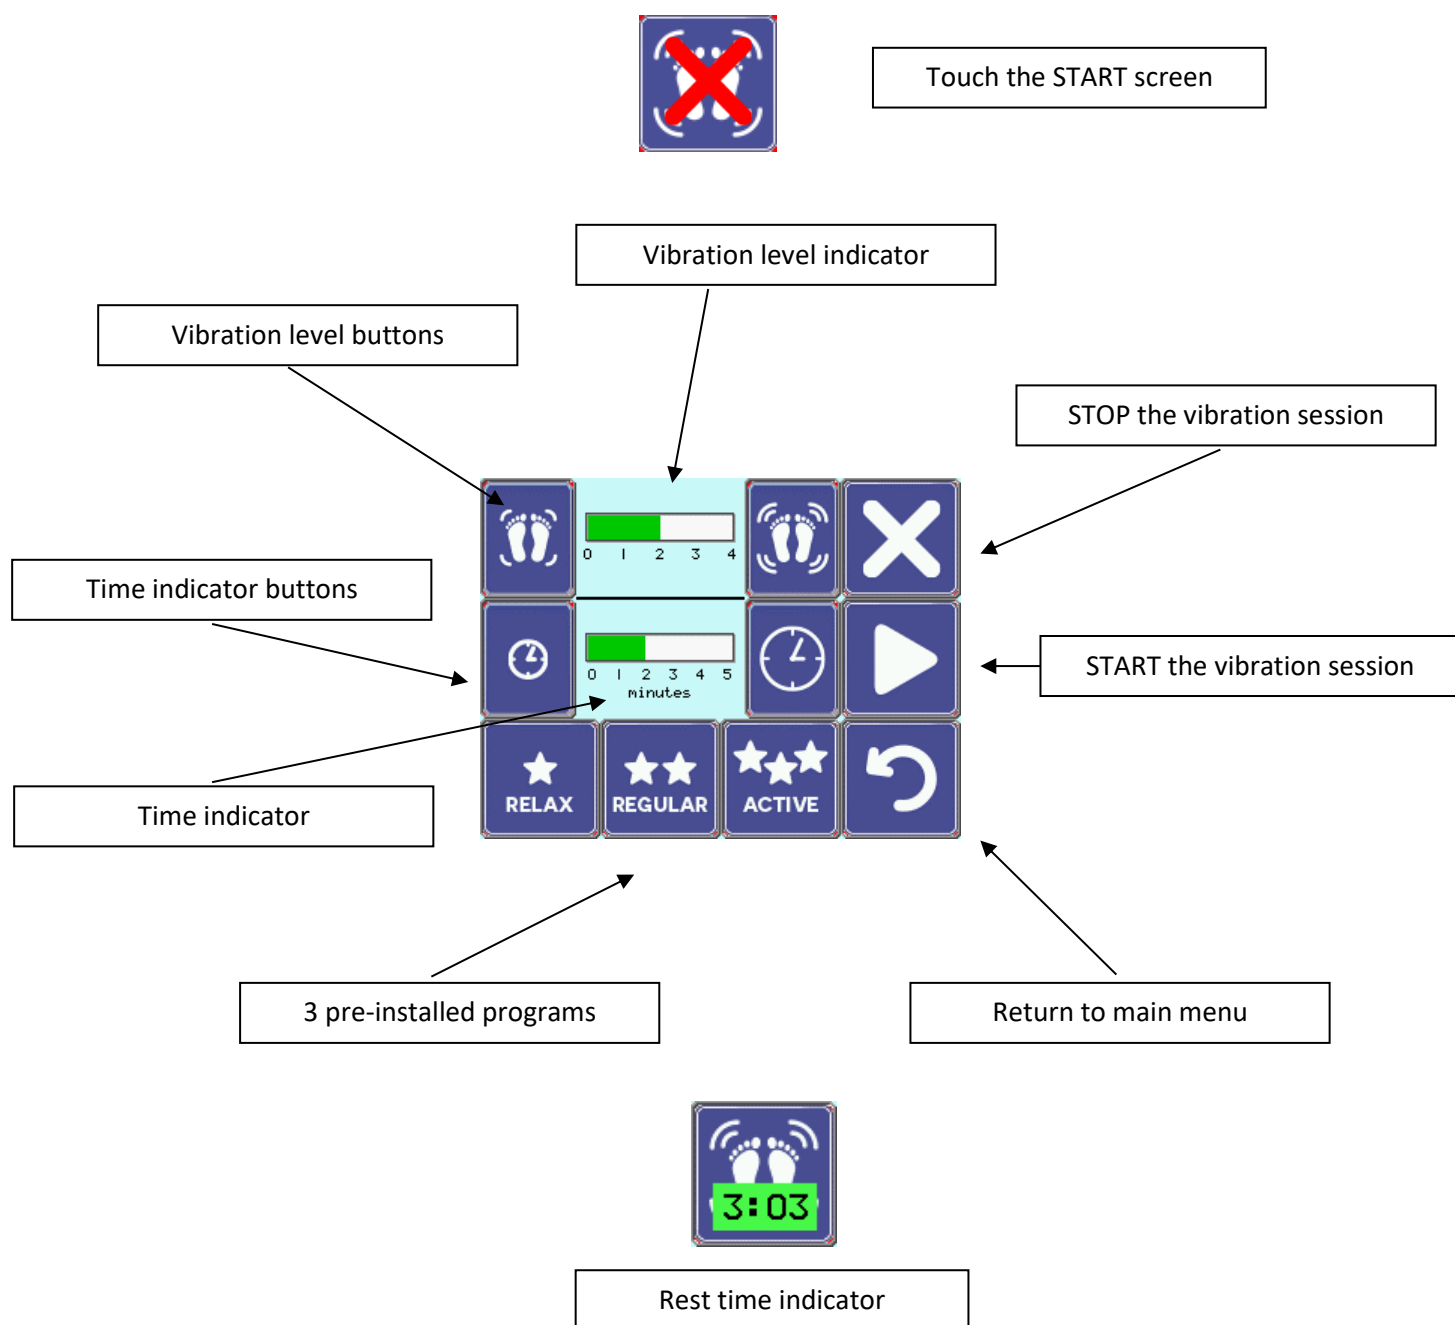 Touch the START screen
Vibration level indicator
Vibration level buttons
STOP the vibration session
0 1 2 3 4
Time indicator buttons
START the vibration session
0 1 2 3 4 5
minutes
RELAX
REGULAR
ACTIVE
Time indicator
3 pre-installed programs
Return to main menu
3:03
Rest time indicator